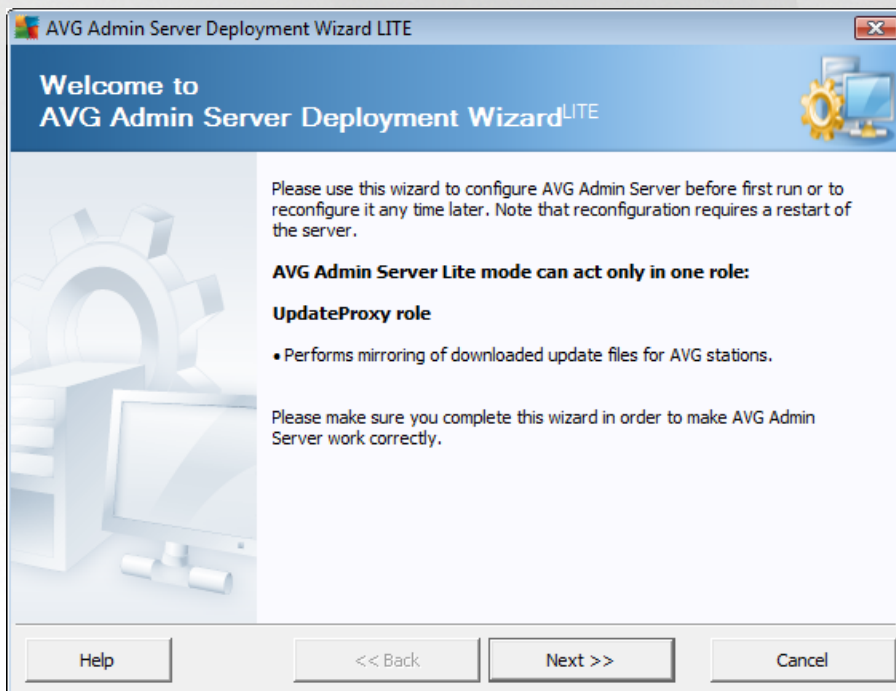 AVG Admin Server Deployment Wizard LITE
Welcome to
AVG Admin Server Deployment Wizard LITE
Please use this wizard to configure AVG Admin Server before first run or to
reconfigure it any time later. Note that reconfiguration requires a restart of
the server.
AVG Admin Server Lite mode can act only in one role:
UpdateProxy role
• Performs mirroring of downloaded update files for AVG stations.
Please make sure you complete this wizard in order to make AVG Admin
Server work correctly.
Help
<< Back
Next >>
Cancel